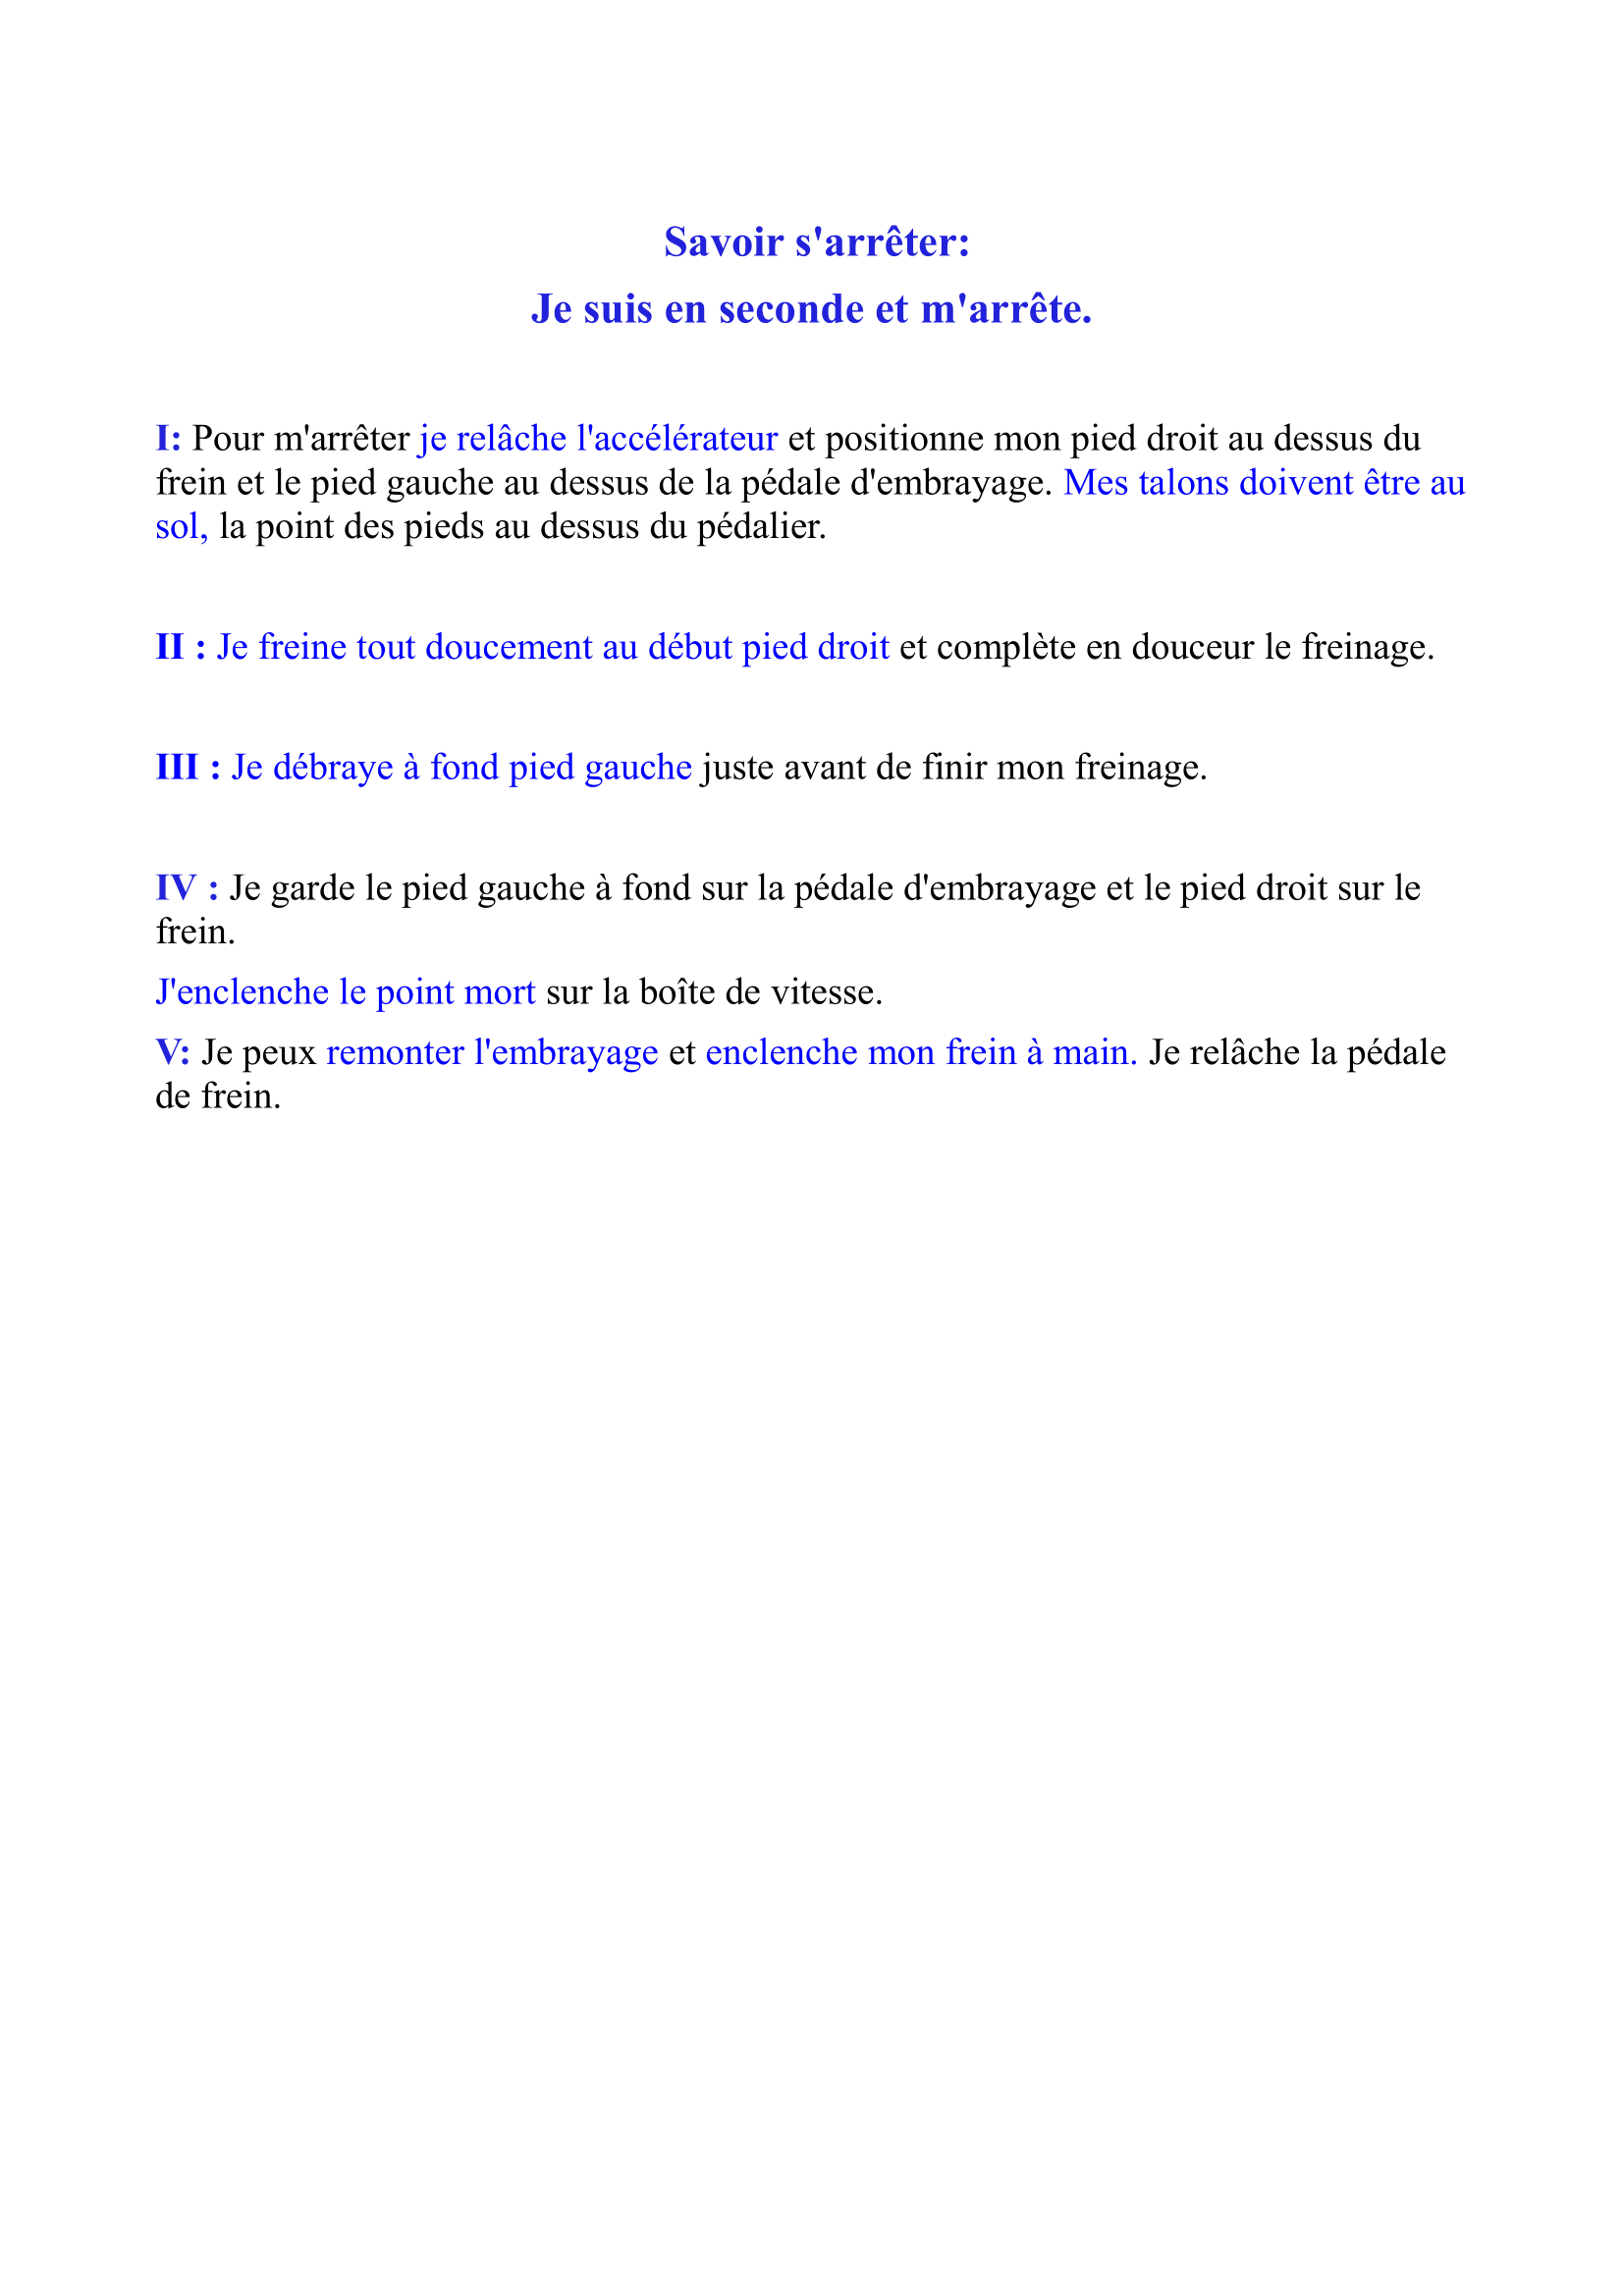 Savoir s'arrêter:
Je suis en seconde et m'arrête.
I: Pour m'arrêter je relâche l'accélérateur et positionne mon pied droit au dessus du
frein et le pied gauche au dessus de la pédale d'embrayage. Mes talons doivent être au
sol, la point des pieds au dessus du pédalier.
II : Je freine tout doucement au début pied droit et complète en douceur le freinage.
III : Je débraye à fond pied gauche juste avant de finir mon freinage.
IV : Je garde le pied gauche à fond sur la pédale d'embrayage et le pied droit sur le
frein.
J'enclenche le point mort sur la boîte de vitesse.
V: Je peux remonter l'embrayage et enclenche mon frein à main. Je relâche la pédale
de frein.